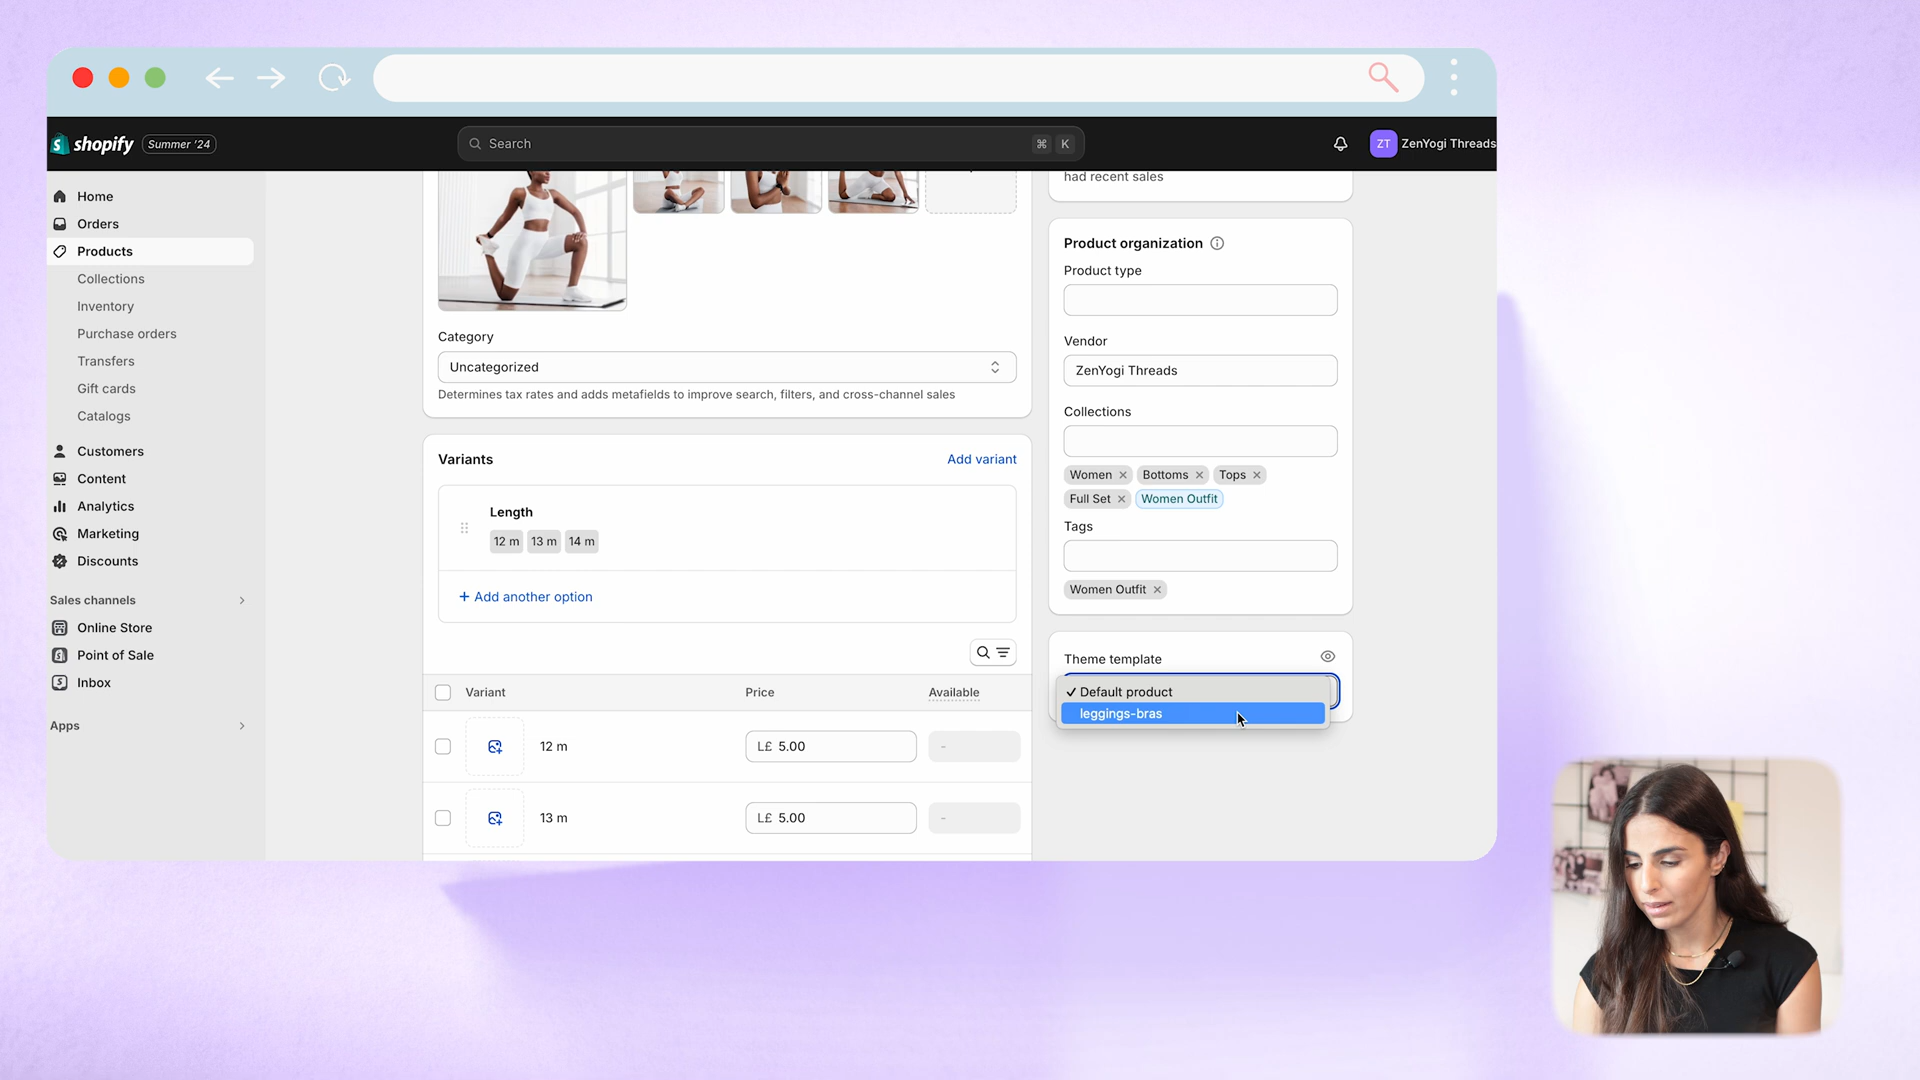 shopify Summer '24
Search ⌘ K
ZT ZenYogi Threads
Home
Orders
Products
Collections
Inventory
Purchase orders
Transfers
Gift cards
Catalogs
Customers
Content
Analytics
Marketing
Discounts
Sales channels
Online Store
Point of Sale
Inbox
Apps
Category
Uncategorized
Determines tax rates and adds metafields to improve search, filters, and cross-channel sales
Variants Add variant
Length
12 m 13 m 14 m
+ Add another option
Variant Price Available
12 m L£ 5.00 -
13 m L£ 5.00 -
had recent sales
Product organization
Product type
Vendor
ZenYogi Threads
Collections
Women Bottoms Tops
Full Set Women Outfit
Tags
Women Outfit
Theme template
✓ Default product
leggings-bras